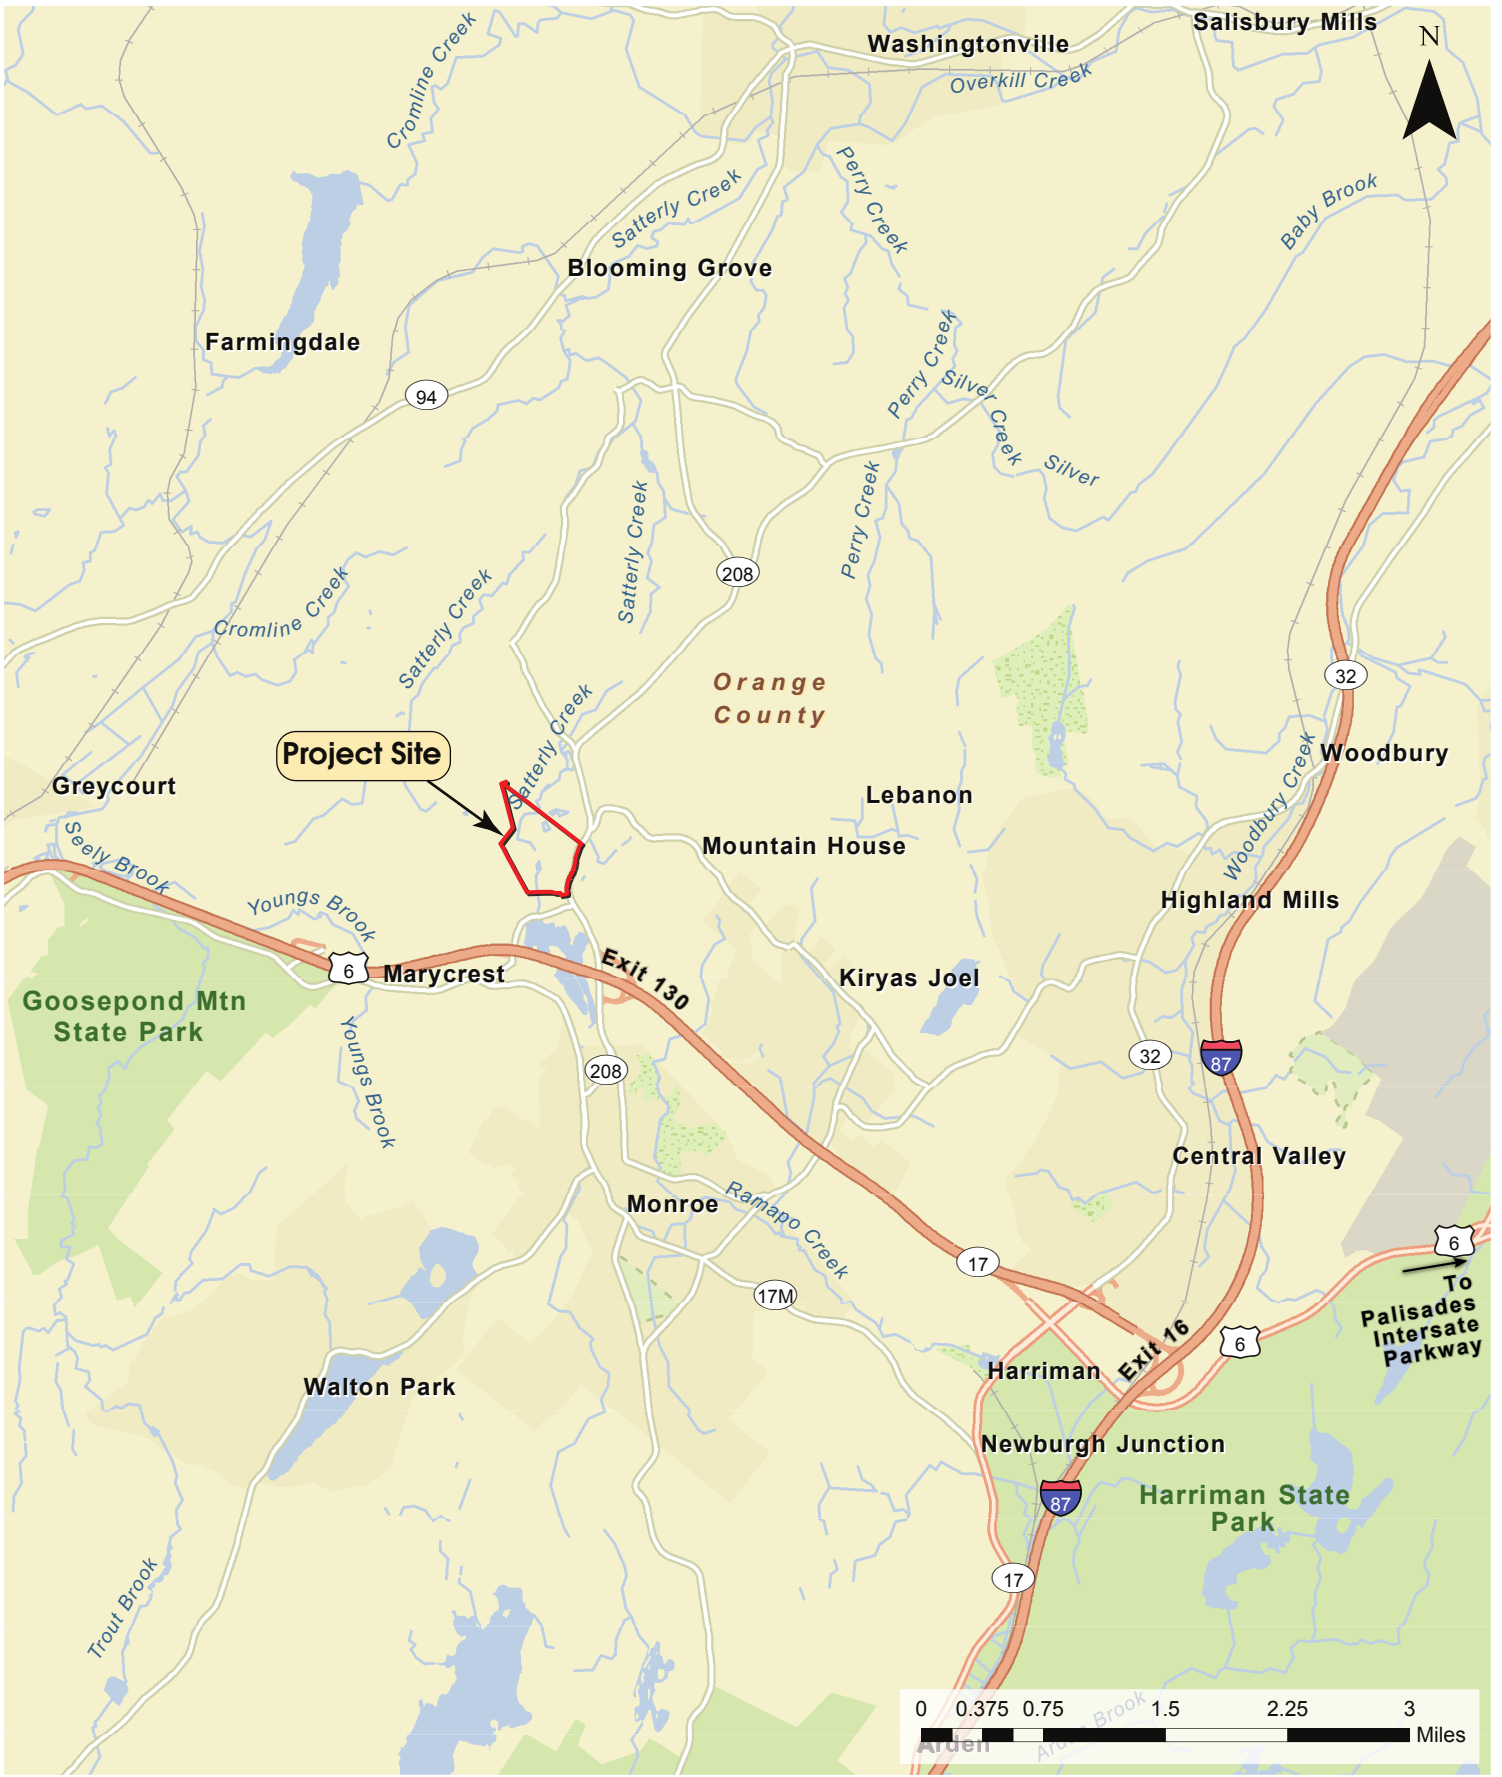 Salisbury Mills
N
Washingtonville
Overkill Creek
Cromline Creek
Perry Creek
Satterly Creek
Baby Brook
Blooming Grove
Farmingdale
Perry Creek
Silver Creek
94
Silver
Perry Creek
Satterly Creek
208
Cromline Creek
Satterly Creek
Orange
County
32
Satterly Creek
Project Site
Woodbury
Greycourt
Lebanon
Woodbury Creek
Mountain House
Seely Brook
Highland Mills
Youngs Brook
6
Marycrest
Exit 130
Kiryas Joel
Goosepond Mtn
State Park
Youngs Brook
208
32
87
Central Valley
Monroe
Ramapo Creek
6
17
To
Palisades
Intersate
Parkway
17M
Exit 16
6
Harriman
Walton Park
Newburgh Junction
87
Harriman State
Park
17
Trout Brook
0 0.375 0.75 1.5 2.25 3
Miles
Arden
Arden Brook